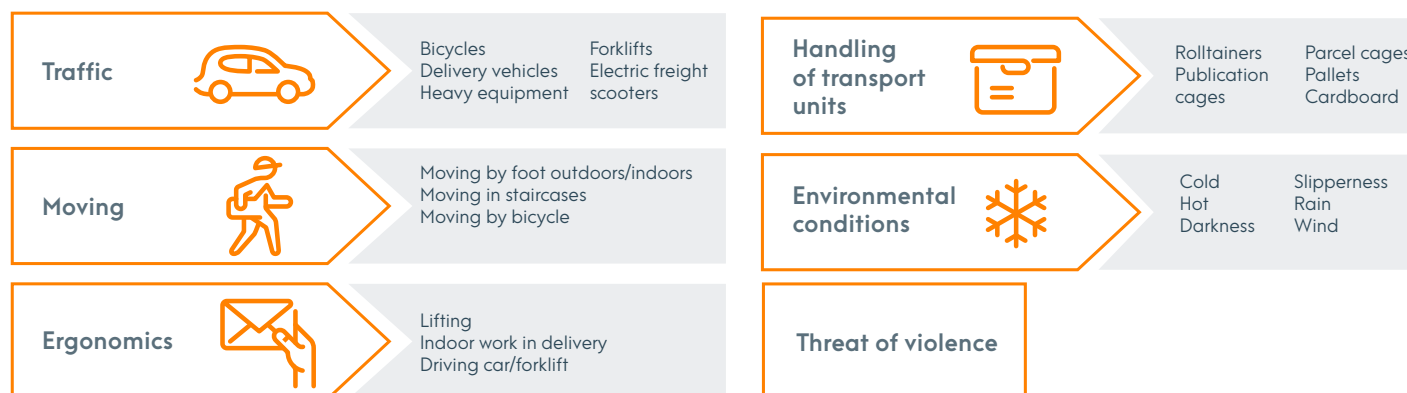 Traffic
Bicycles
Delivery vehicles
Heavy equipment
Forklifts
Electric freight
scooters
Handling
of transport
units
Rolltainers
Publication
cages
Parcel cages
Pallets
Cardboard
Moving
Moving by foot outdoors/indoors
Moving in staircases
Moving by bicycle
Environmental
conditions
Cold
Hot
Darkness
Slipperness
Rain
Wind
Ergonomics
Lifting
Indoor work in delivery
Driving car/forklift
Threat of violence